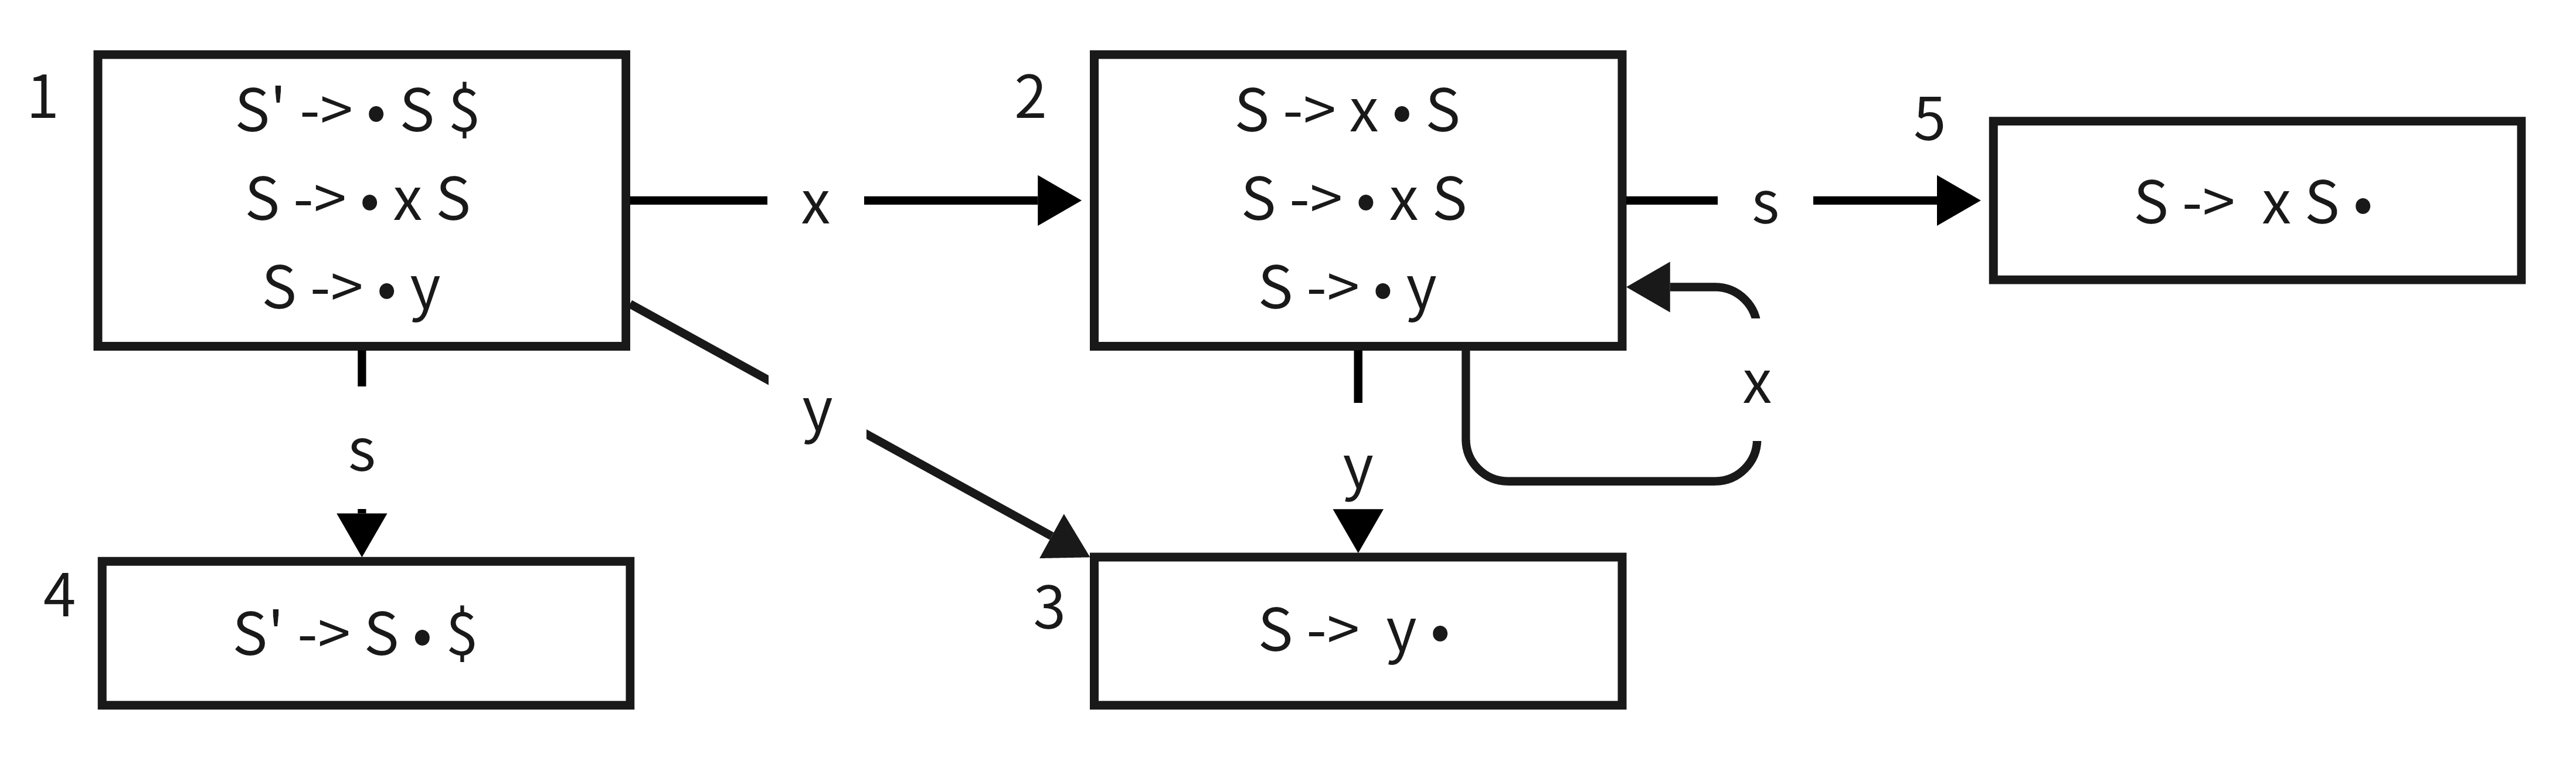 1
S' -> • S $
S -> • x S
S -> • y
x
2
S -> x • S
S -> • x S
S -> • y
s
5
S -> x S •
x
y
s
y
4
S' -> S • $
3
S -> y •